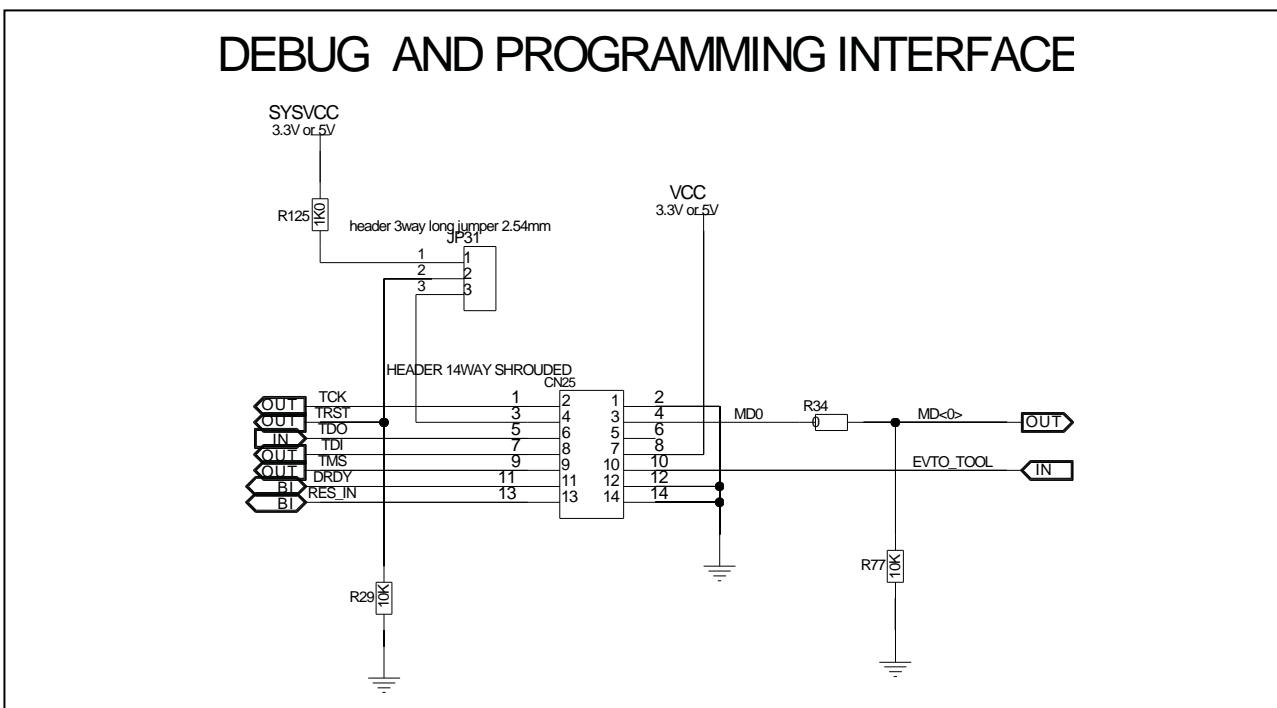 DEBUG AND PROGRAMMING INTERFACE
SYSVCC
3.3V or 5V
VCC
3.3V or 5V
R125
1K0
header 3way long jumper 2.54mm
JP31
1
2
3
1
2
3
HEADER 14WAY SHROUDED
CN25
OUT TCK 1 2 1 2
OUT TRST 3 4 3 4 MD0 R34 0 MD<0> OUT
IN TDO 5 6 5 6
OUT TDI 7 8 7 8
OUT TMS 9 9 10 10 EVTO_TOOL IN
BI DRDY 11 11 12 12
BI RES_IN 13 13 14 14
R77
10K
R29
10K